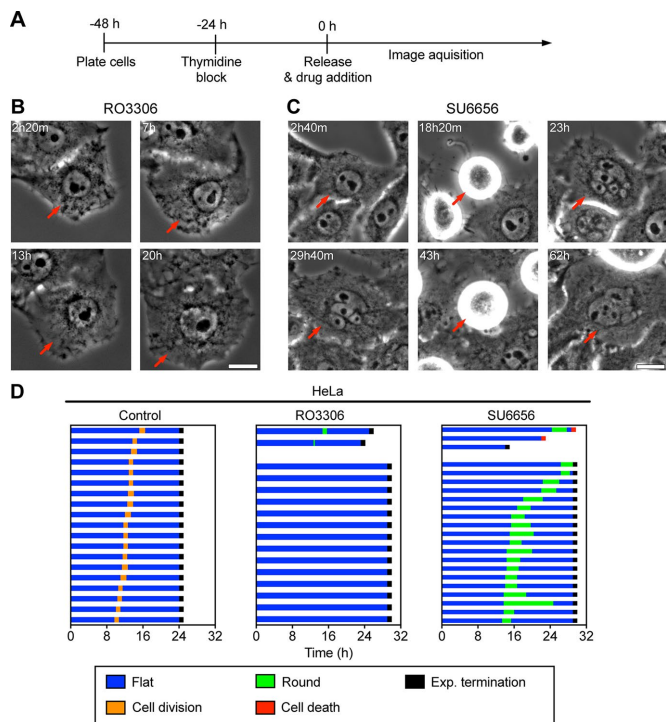 A
-48 h
-24 h
0 h
Plate cells
Thymidine
block
Release
& drug addition
Image aquisition
B
RO3306
2h20m
7h
13h
20h
C
SU6656
2h40m
18h20m
23h
29h40m
43h
62h
D
HeLa
Control
RO3306
SU6656
0 8 16 24 32
0 8 16 24 32
0 8 16 24 32
Time (h)
Flat
Round
Exp. termination
Cell division
Cell death